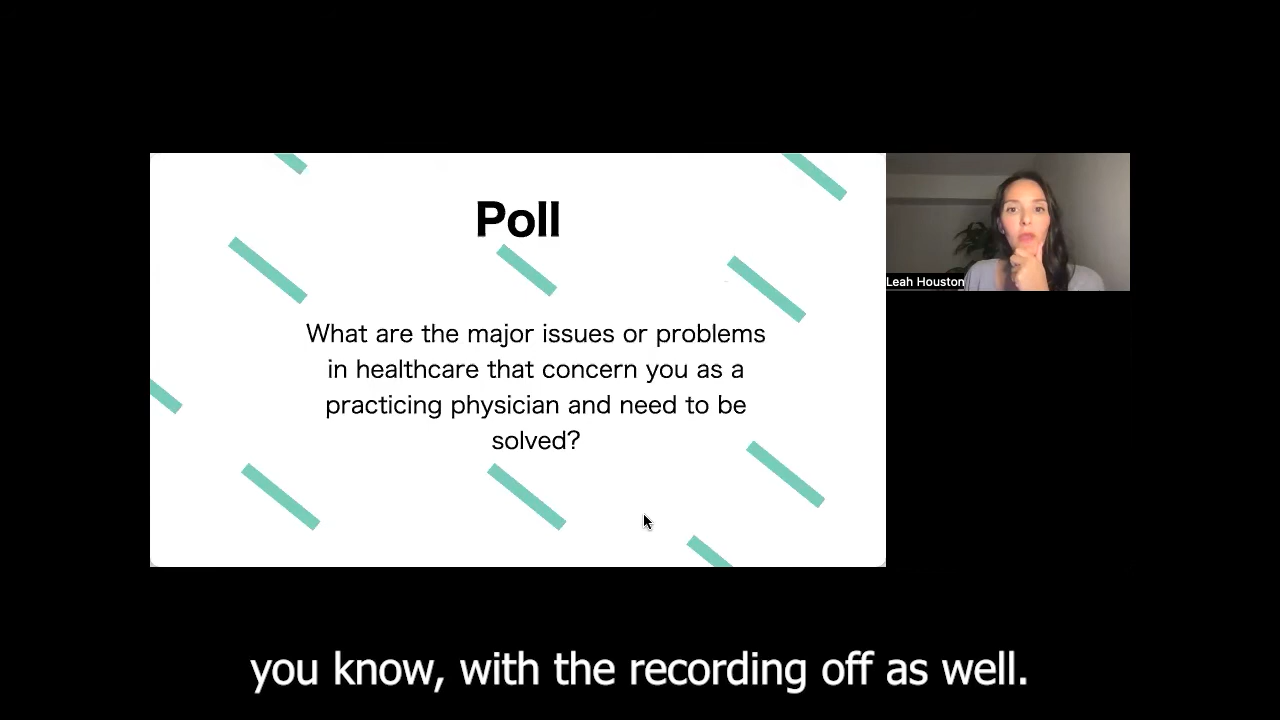 Poll
What are the major issues or problems
in healthcare that concern you as a
practicing physician and need to be
solved?
Leah Houston
you know, with the recording off as well.